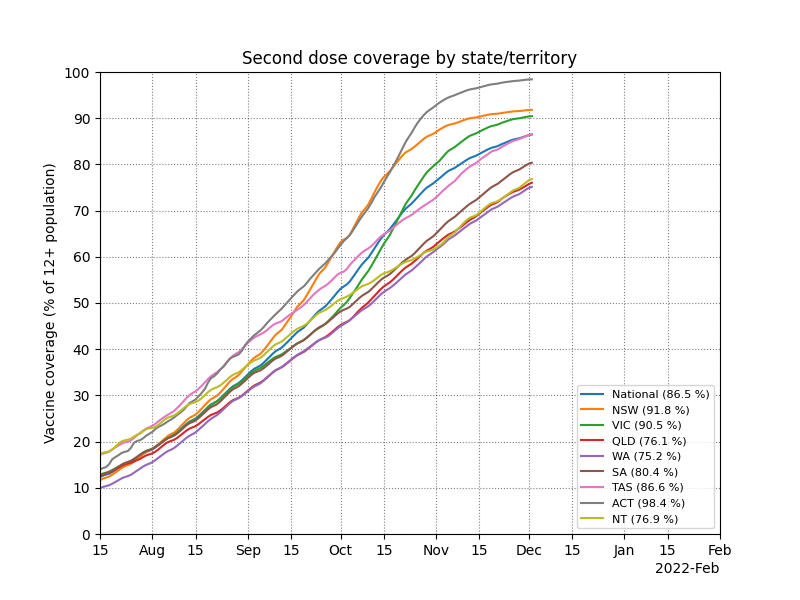 Second dose coverage by state/territory
Vaccine coverage (% of 12+ population)
100
90
80
70
60
50
40
30
20
10
0
National (86.5 %)
NSW (91.8 %)
VIC (90.5 %)
QLD (76.1 %)
WA (75.2 %)
SA (80.4 %)
TAS (86.6 %)
ACT (98.4 %)
NT (76.9 %)
15 Aug 15 Sep 15 Oct 15 Nov 15 Dec 15 Jan 15 Feb
2022-Feb